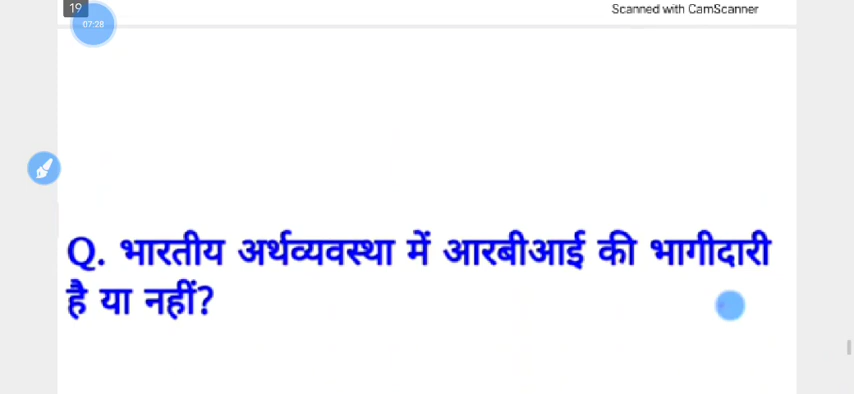 19
Scanned with CamScanner
07:28
Q. भारतीय अर्थव्यवस्था में आरबीआई की भागीदारी
है या नहीं?